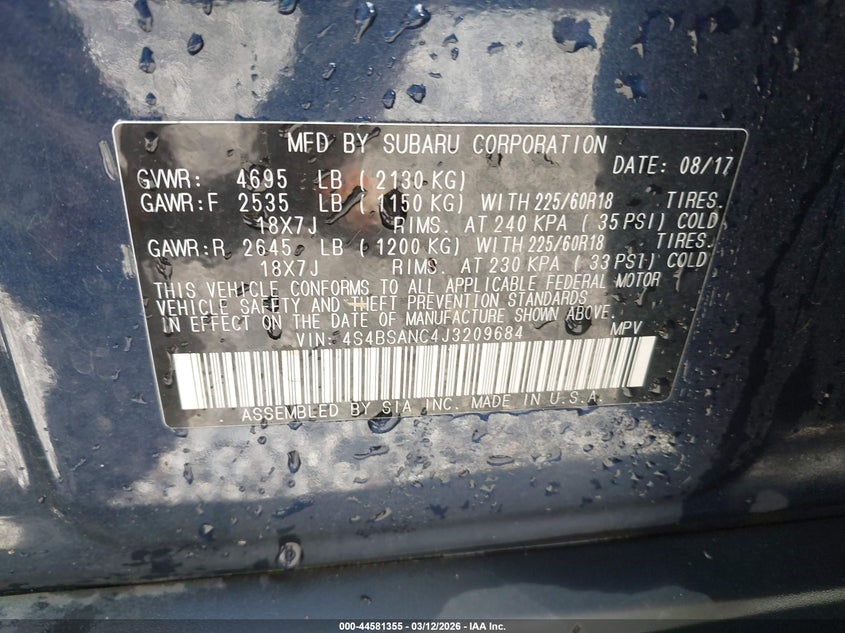 MFD BY SUBARU CORPORATION
DATE: 08/17
GVWR: 4695 LB ( 2130 KG)
GAWR:F 2535 LB ( 1150 KG) WITH 225/60R18 TIRES.
18X7J RIMS. AT 240 KPA ( 35 PSI) COLD
GAWR:R 2645 LB ( 1200 KG) WITH 225/60R18 TIRES.
18X7J RIMS. AT 230 KPA ( 33 PSI) COLD
THIS VEHICLE CONFORMS TO ALL APPLICABLE FEDERAL MOTOR
VEHICLE SAFETY AND THEFT PREVENTION STANDARDS
IN EFFECT ON THE DATE OF MANUFACTURE SHOWN ABOVE.
VIN: 4S4BSANC4J3209684 MPV
ASSEMBLED BY SIA INC. MADE IN U.S.A.
000-44581355 - 03/12/2026 - IAA Inc.